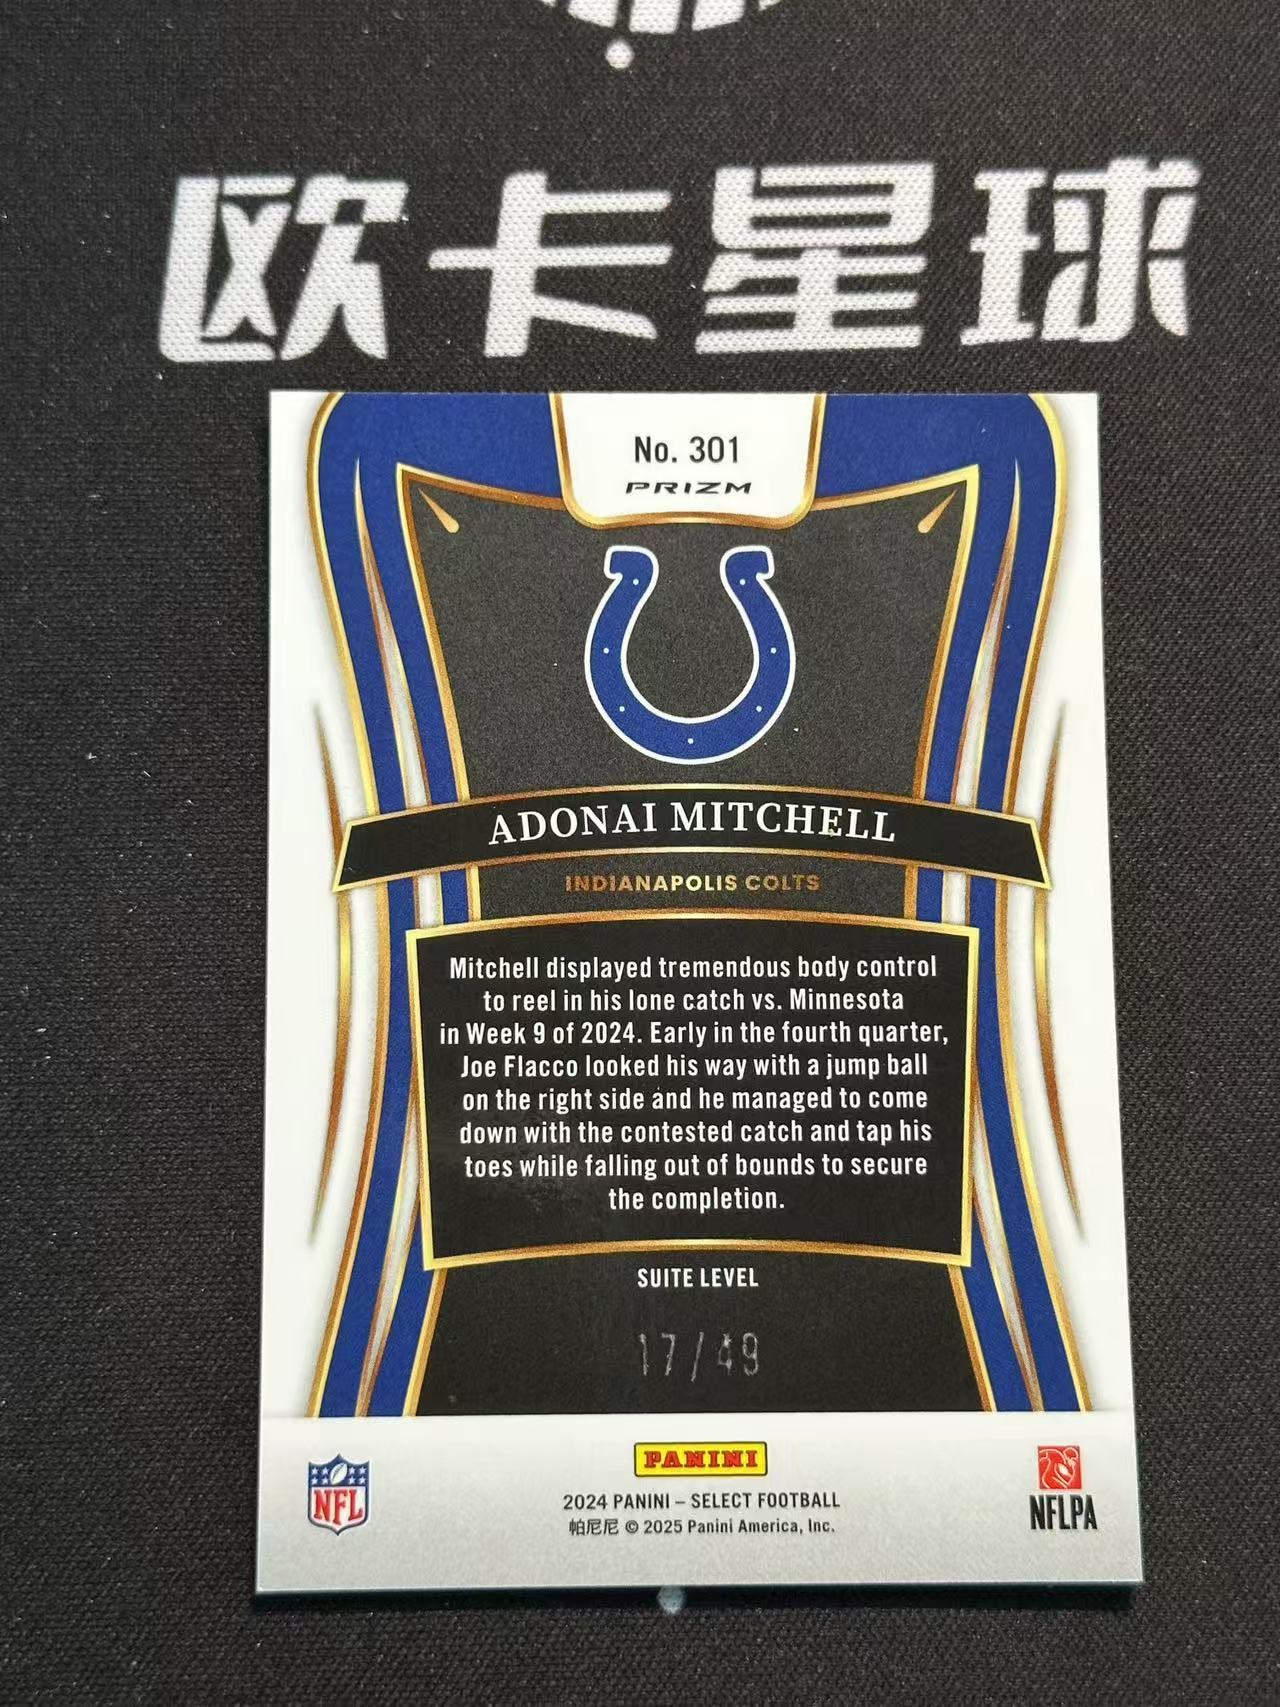 欧卡星球
No. 301
PRIZM
ADONAI MITCHELL
INDIANAPOLIS COLTS
Mitchell displayed tremendous body control
to reel in his lone catch vs. Minnesota
in Week 9 of 2024. Early in the fourth quarter,
Joe Flacco looked his way with a jump ball
on the right side and he managed to come
down with the contested catch and tap his
toes while falling out of bounds to secure
the completion.
SUITE LEVEL
17/49
PANINI
NFL
2024 PANINI – SELECT FOOTBALL
帕尼尼 © 2025 Panini America, Inc.
NFLPA